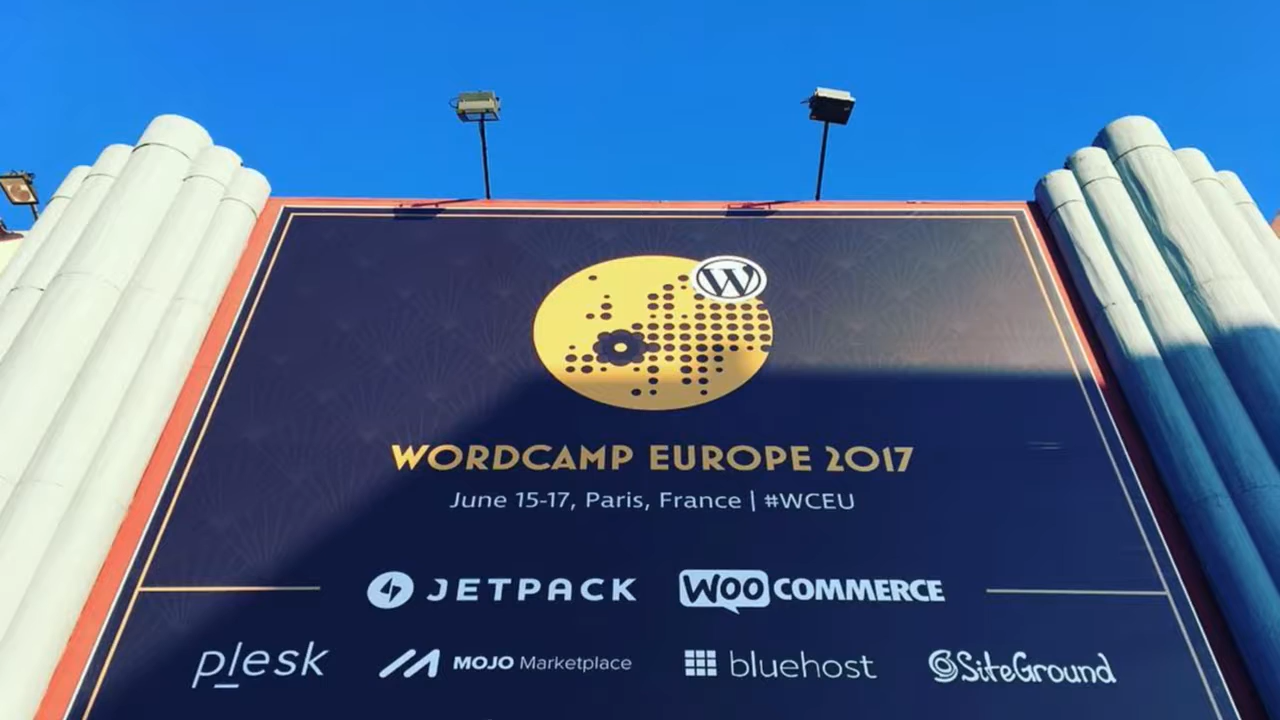 W
WORDCAMP EUROPE 2017
June 15-17, Paris, France | #WCEU
JETPACK WOO COMMERCE
plesk MOJO Marketplace bluehost SiteGround